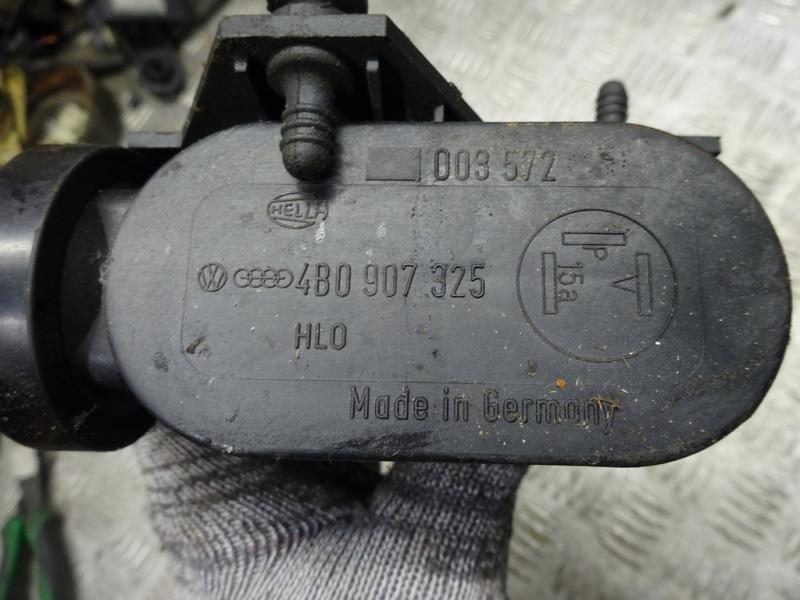 003 572
HELLA
4B0 907 325
HLO
Made in Germany
P
V
15a